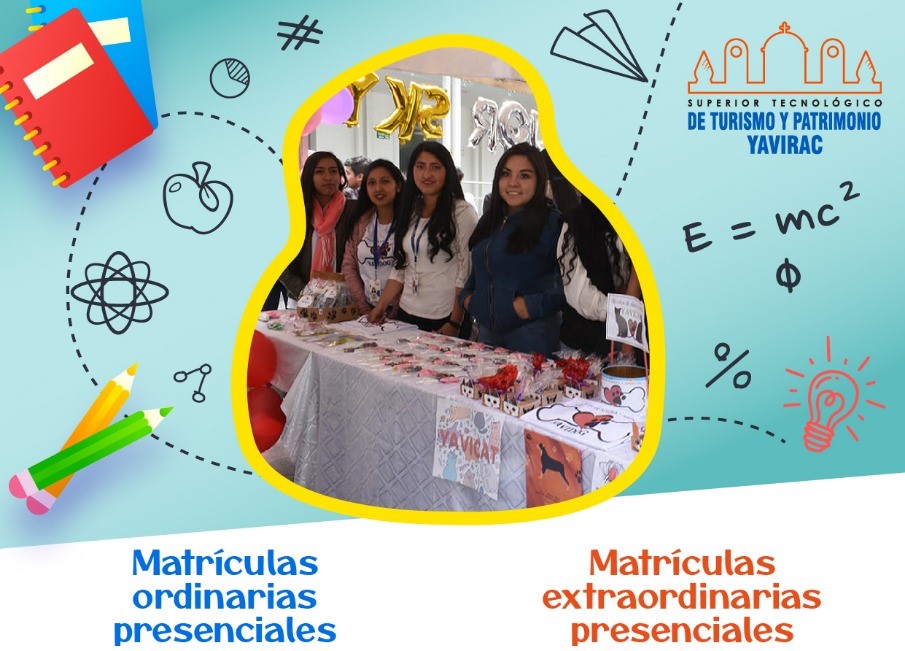 #
SUPERIOR TECNOLÓGICO
DE TURISMO Y PATRIMONIO
YAVIRAC
E = mc²
ϕ
%
YAVICAT
Matrículas
ordinarias
presenciales
Matrículas
extraordinarias
presenciales